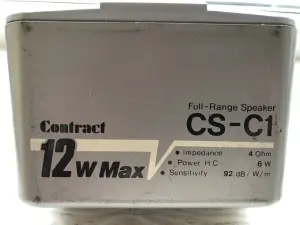 Full-Range Speaker
Contract CS-C1
12W Max
• Impedance 4 Ohm
• Power H.C. 6 W
• Sensitivity 92 dB/W/m